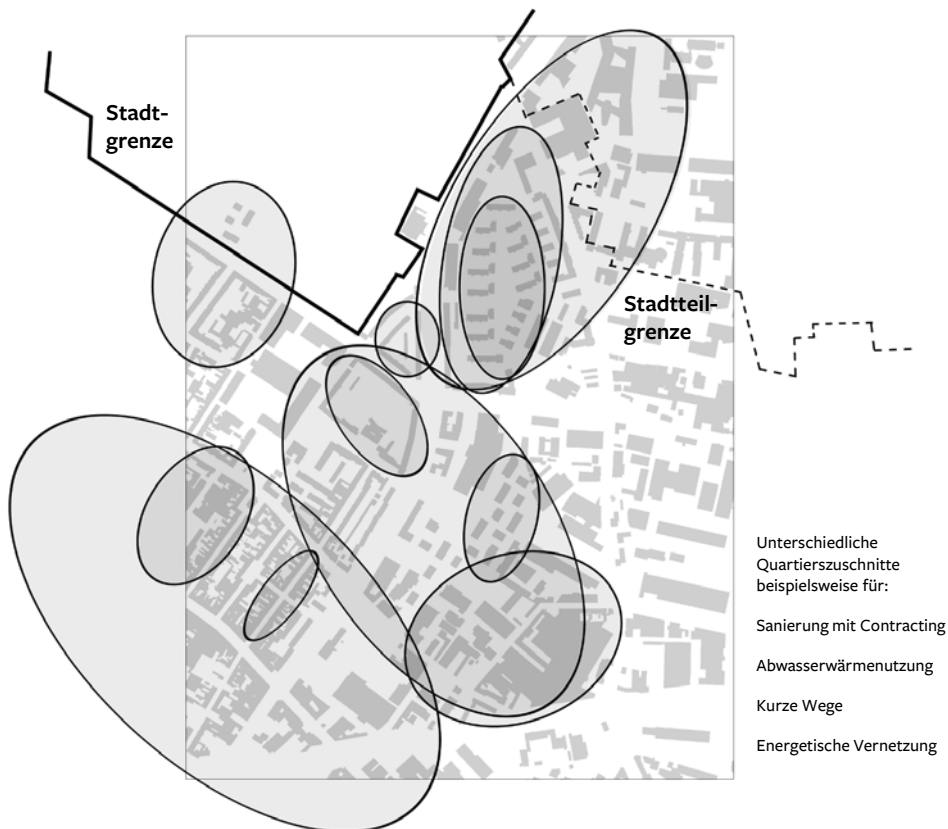 Stadt-
grenze
Stadtteil-
grenze
Unterschiedliche
Quartierszuschnitte
beispielsweise für:
Sanierung mit Contracting
Abwasserwärmenutzung
Kurze Wege
Energetische Vernetzung